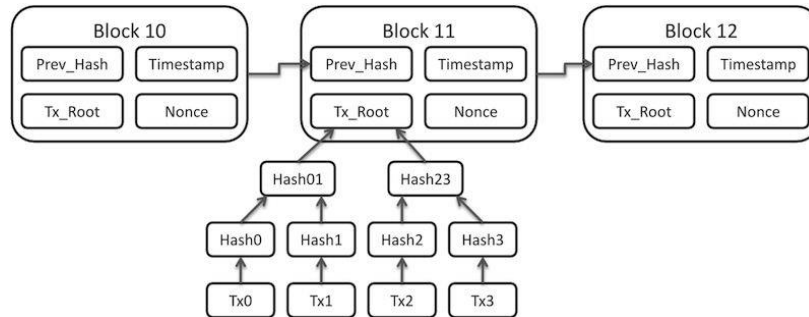 Block 10
Prev_Hash Timestamp
Tx_Root Nonce
Block 11
Prev_Hash Timestamp
Tx_Root Nonce
Block 12
Prev_Hash Timestamp
Tx_Root Nonce
Hash01 Hash23
Hash0 Hash1 Hash2 Hash3
Tx0 Tx1 Tx2 Tx3